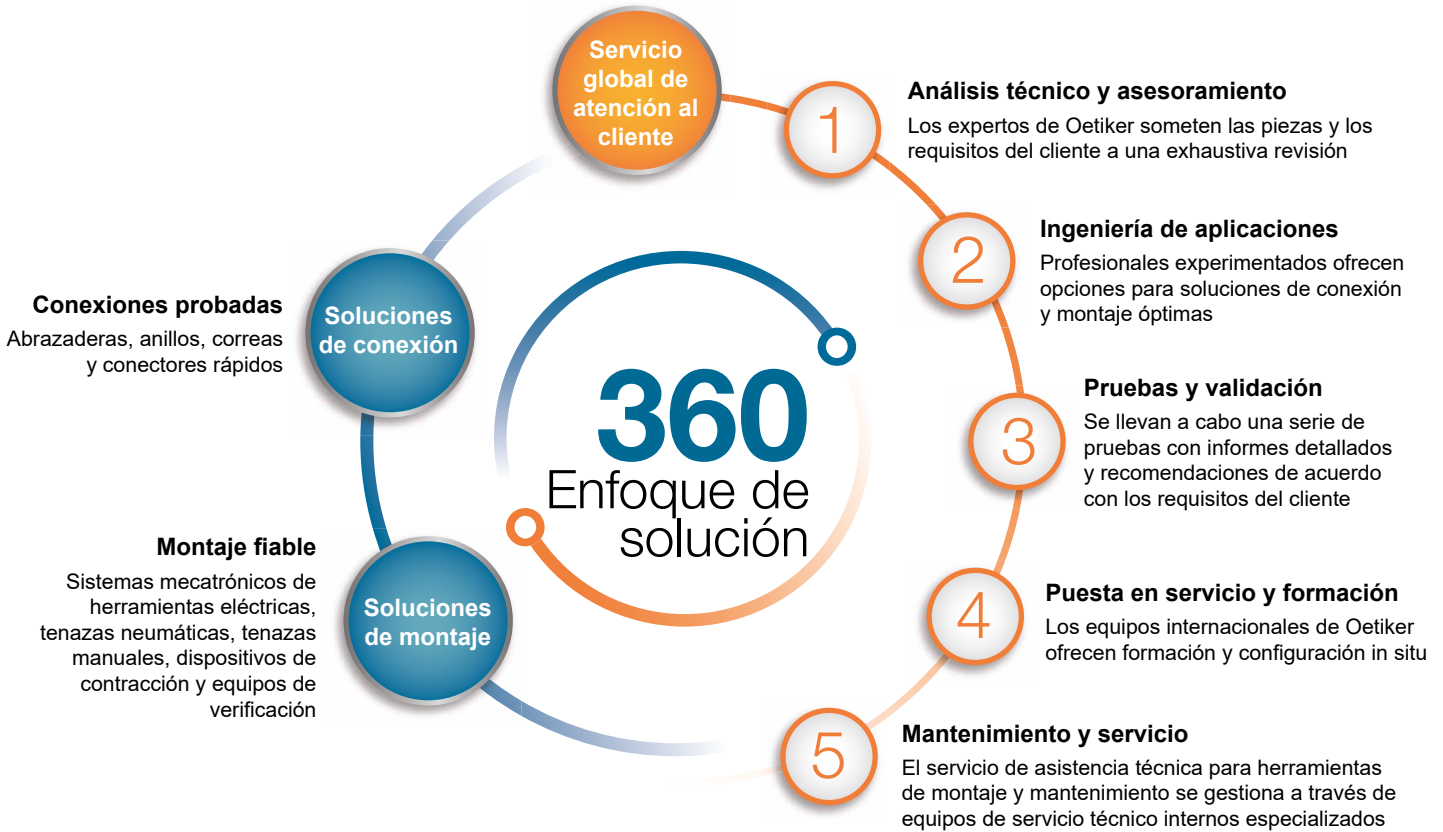 Servicio
global de
atención al
cliente
1
Análisis técnico y asesoramiento
Los expertos de Oetiker someten las piezas y los
requisitos del cliente a una exhaustiva revisión
2
Ingeniería de aplicaciones
Profesionales experimentados ofrecen
opciones para soluciones de conexión
y montaje óptimas
3
Pruebas y validación
Se llevan a cabo una serie de
pruebas con informes detallados
y recomendaciones de acuerdo
con los requisitos del cliente
4
Puesta en servicio y formación
Los equipos internacionales de Oetiker
ofrecen formación y configuración in situ
5
Mantenimiento y servicio
El servicio de asistencia técnica para herramientas
de montaje y mantenimiento se gestiona a través de
equipos de servicio técnico internos especializados
Soluciones
de conexión
Conexiones probadas
Abrazaderas, anillos, correas
y conectores rápidos
Soluciones
de montaje
Montaje fiable
Sistemas mecatrónicos de
herramientas eléctricas,
tenazas neumáticas, tenazas
manuales, dispositivos de
contracción y equipos de
verificación
360
Enfoque de
solución